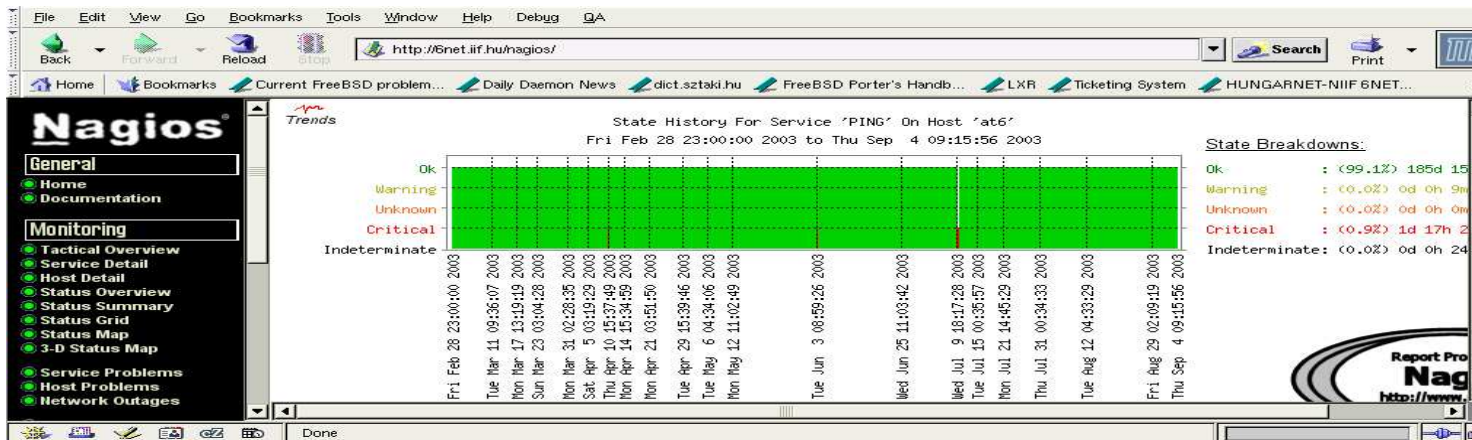 File Edit View Go Bookmarks Tools Window Help Debug QA
Back Forward Reload Stop http://6net.iif.hu/nagios/ Search Print
Home Bookmarks Current FreeBSD problem... Daily Daemon News dict.sztaki.hu FreeBSD Porter's Handb... LXR Ticketing System HUNGARNET-NIIF 6NET...
Nagios®
General
Home
Documentation
Monitoring
Tactical Overview
Service Detail
Host Detail
Status Overview
Status Summary
Status Grid
Status Map
3-D Status Map
Service Problems
Host Problems
Network Outages
Trends
State History For Service 'PING' On Host 'at6'
Fri Feb 28 23:00:00 2003 to Thu Sep 4 09:15:56 2003
Ok
Warning
Unknown
Critical
Indeterminate
Fri Feb 28 23:00:00 2003
Tue Mar 11 09:36:07 2003
Mon Mar 17 13:19:19 2003
Sun Mar 23 03:04:28 2003
Mon Mar 31 02:28:35 2003
Sat Apr 5 03:19:29 2003
Thu Apr 10 15:37:49 2003
Mon Apr 14 15:34:59 2003
Mon Apr 21 03:51:50 2003
Tue Apr 29 15:39:46 2003
Tue May 6 04:34:06 2003
Mon May 12 11:02:49 2003
Tue Jun 3 08:59:26 2003
Wed Jun 25 11:03:42 2003
Wed Jul 9 18:17:28 2003
Tue Jul 15 00:35:57 2003
Mon Jul 21 14:45:29 2003
Thu Jul 31 00:34:33 2003
Tue Aug 12 04:33:29 2003
Fri Aug 29 02:09:19 2003
Thu Sep 4 09:15:56 2003
State Breakdowns:
Ok : (99.1%) 185d 15
Warning : (0.0%) 0d 0h 9m
Unknown : (0.0%) 0d 0h 0m
Critical : (0.9%) 1d 17h 2
Indeterminate: (0.0%) 0d 0h 24
Report Pro
Nag
http://www.
Done